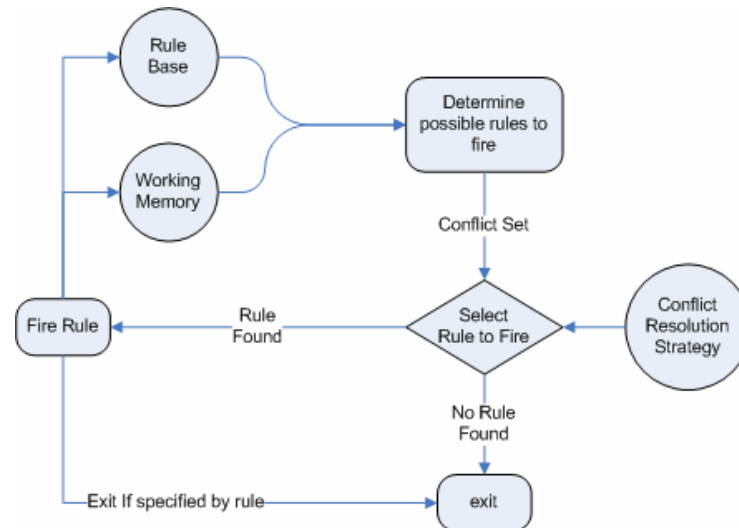 Rule
Base
Determine
possible rules to
fire
Working
Memory
Conflict Set
Fire Rule
Rule
Found
Select
Rule to Fire
Conflict
Resolution
Strategy
No Rule
Found
Exit If specified by rule
exit